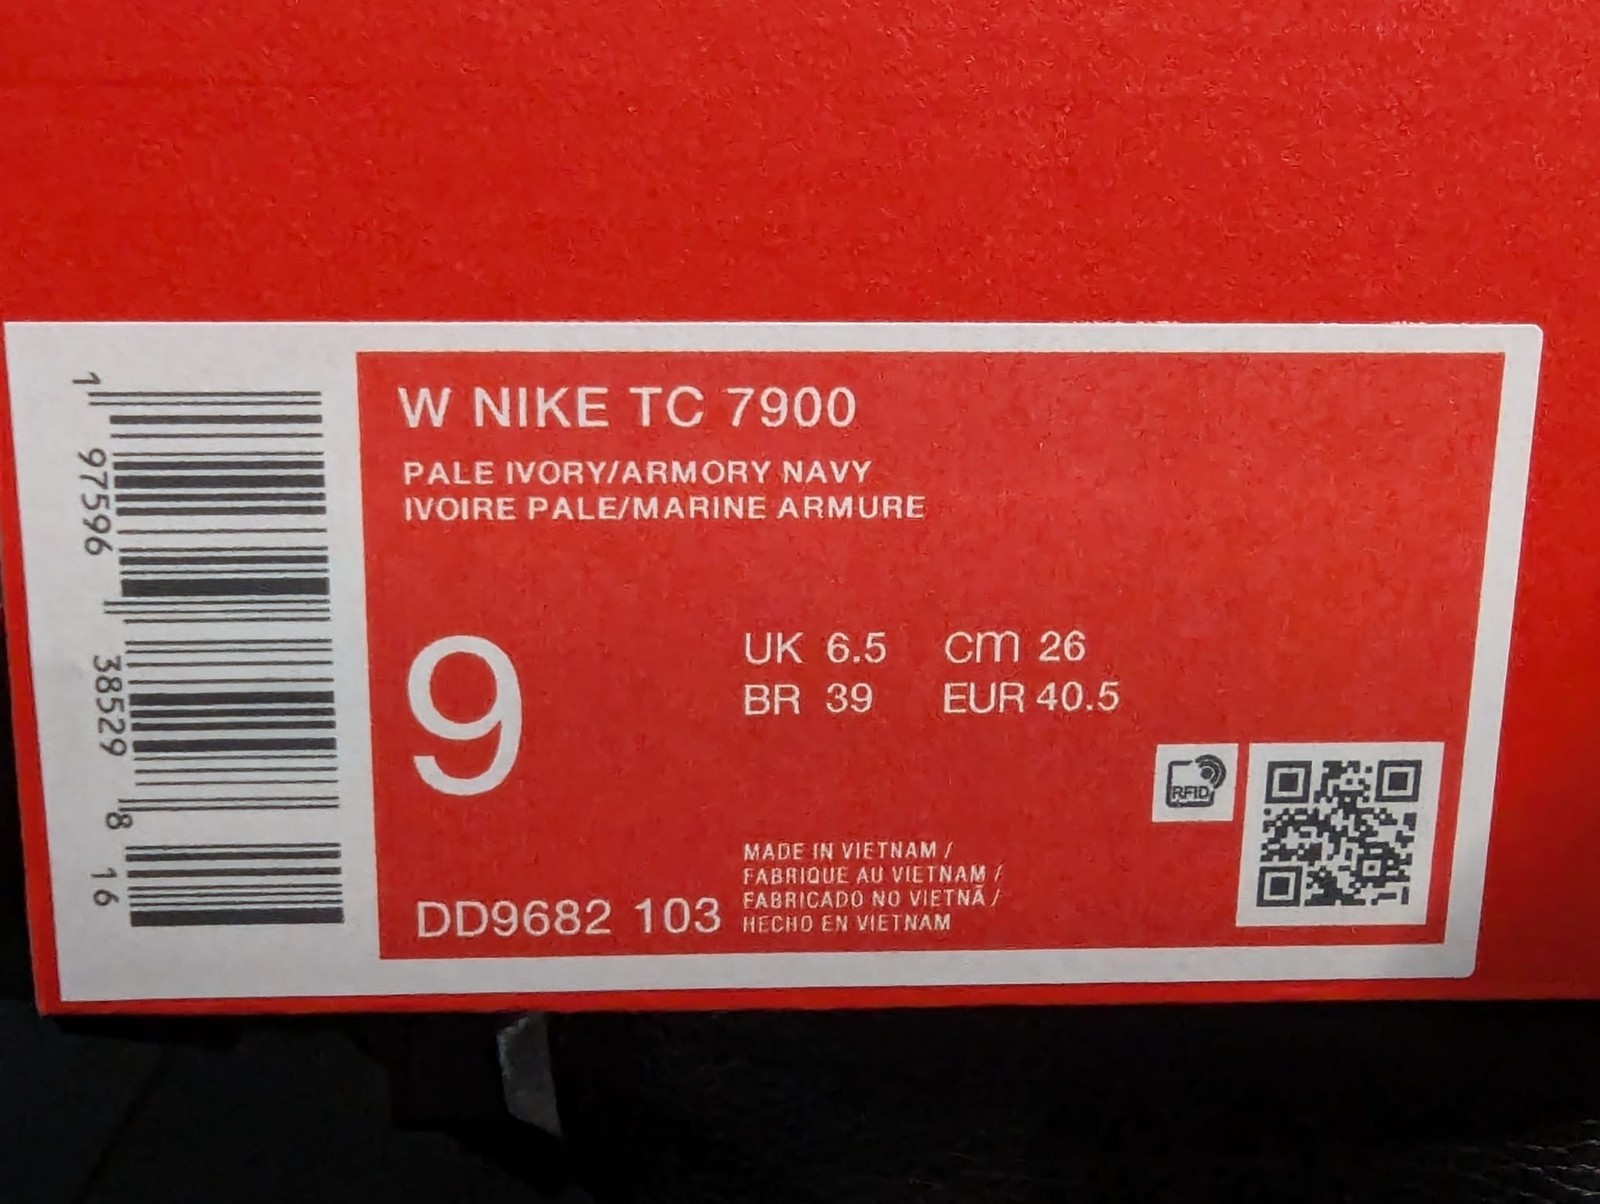 W NIKE TC 7900
PALE IVORY/ARMORY NAVY
IVOIRE PALE/MARINE ARMURE
9
UK 6.5 cm 26
BR 39 EUR 40.5
RFID
MADE IN VIETNAM /
FABRIQUE AU VIETNAM /
FABRICADO NO VIETNÃ /
HECHO EN VIETNAM
DD9682 103
1 97596 38529 8 16